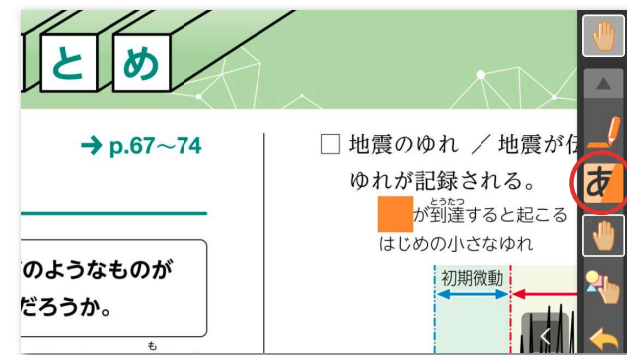 とめ
→ p.67～74
のようなものが
だろうか。
も
□ 地震のゆれ ／ 地震が
ゆれが記録される。
とうたつ
が到達すると起こる
はじめの小さなゆれ
初期微動
あ